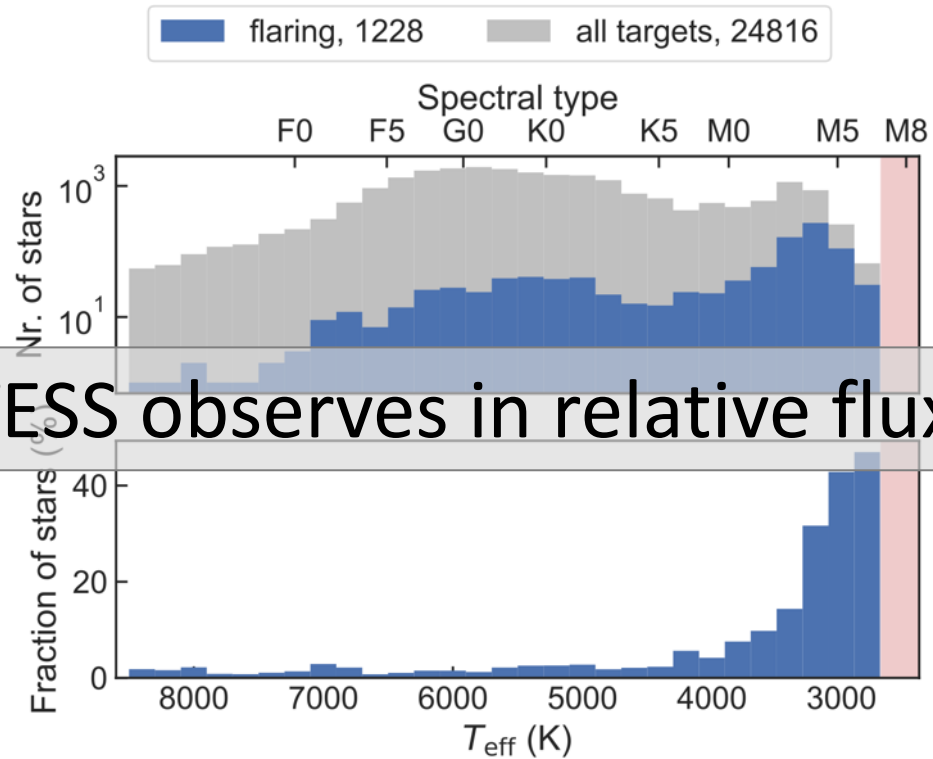 flaring, 1228
all targets, 24816
Spectral type
F0 F5 G0 K0 K5 M0 M5 M8
Nr. of stars
10³
10¹
ESS observes in relative flux
Fraction of stars (%)
40
20
0
8000 7000 6000 5000 4000 3000
Teff (K)